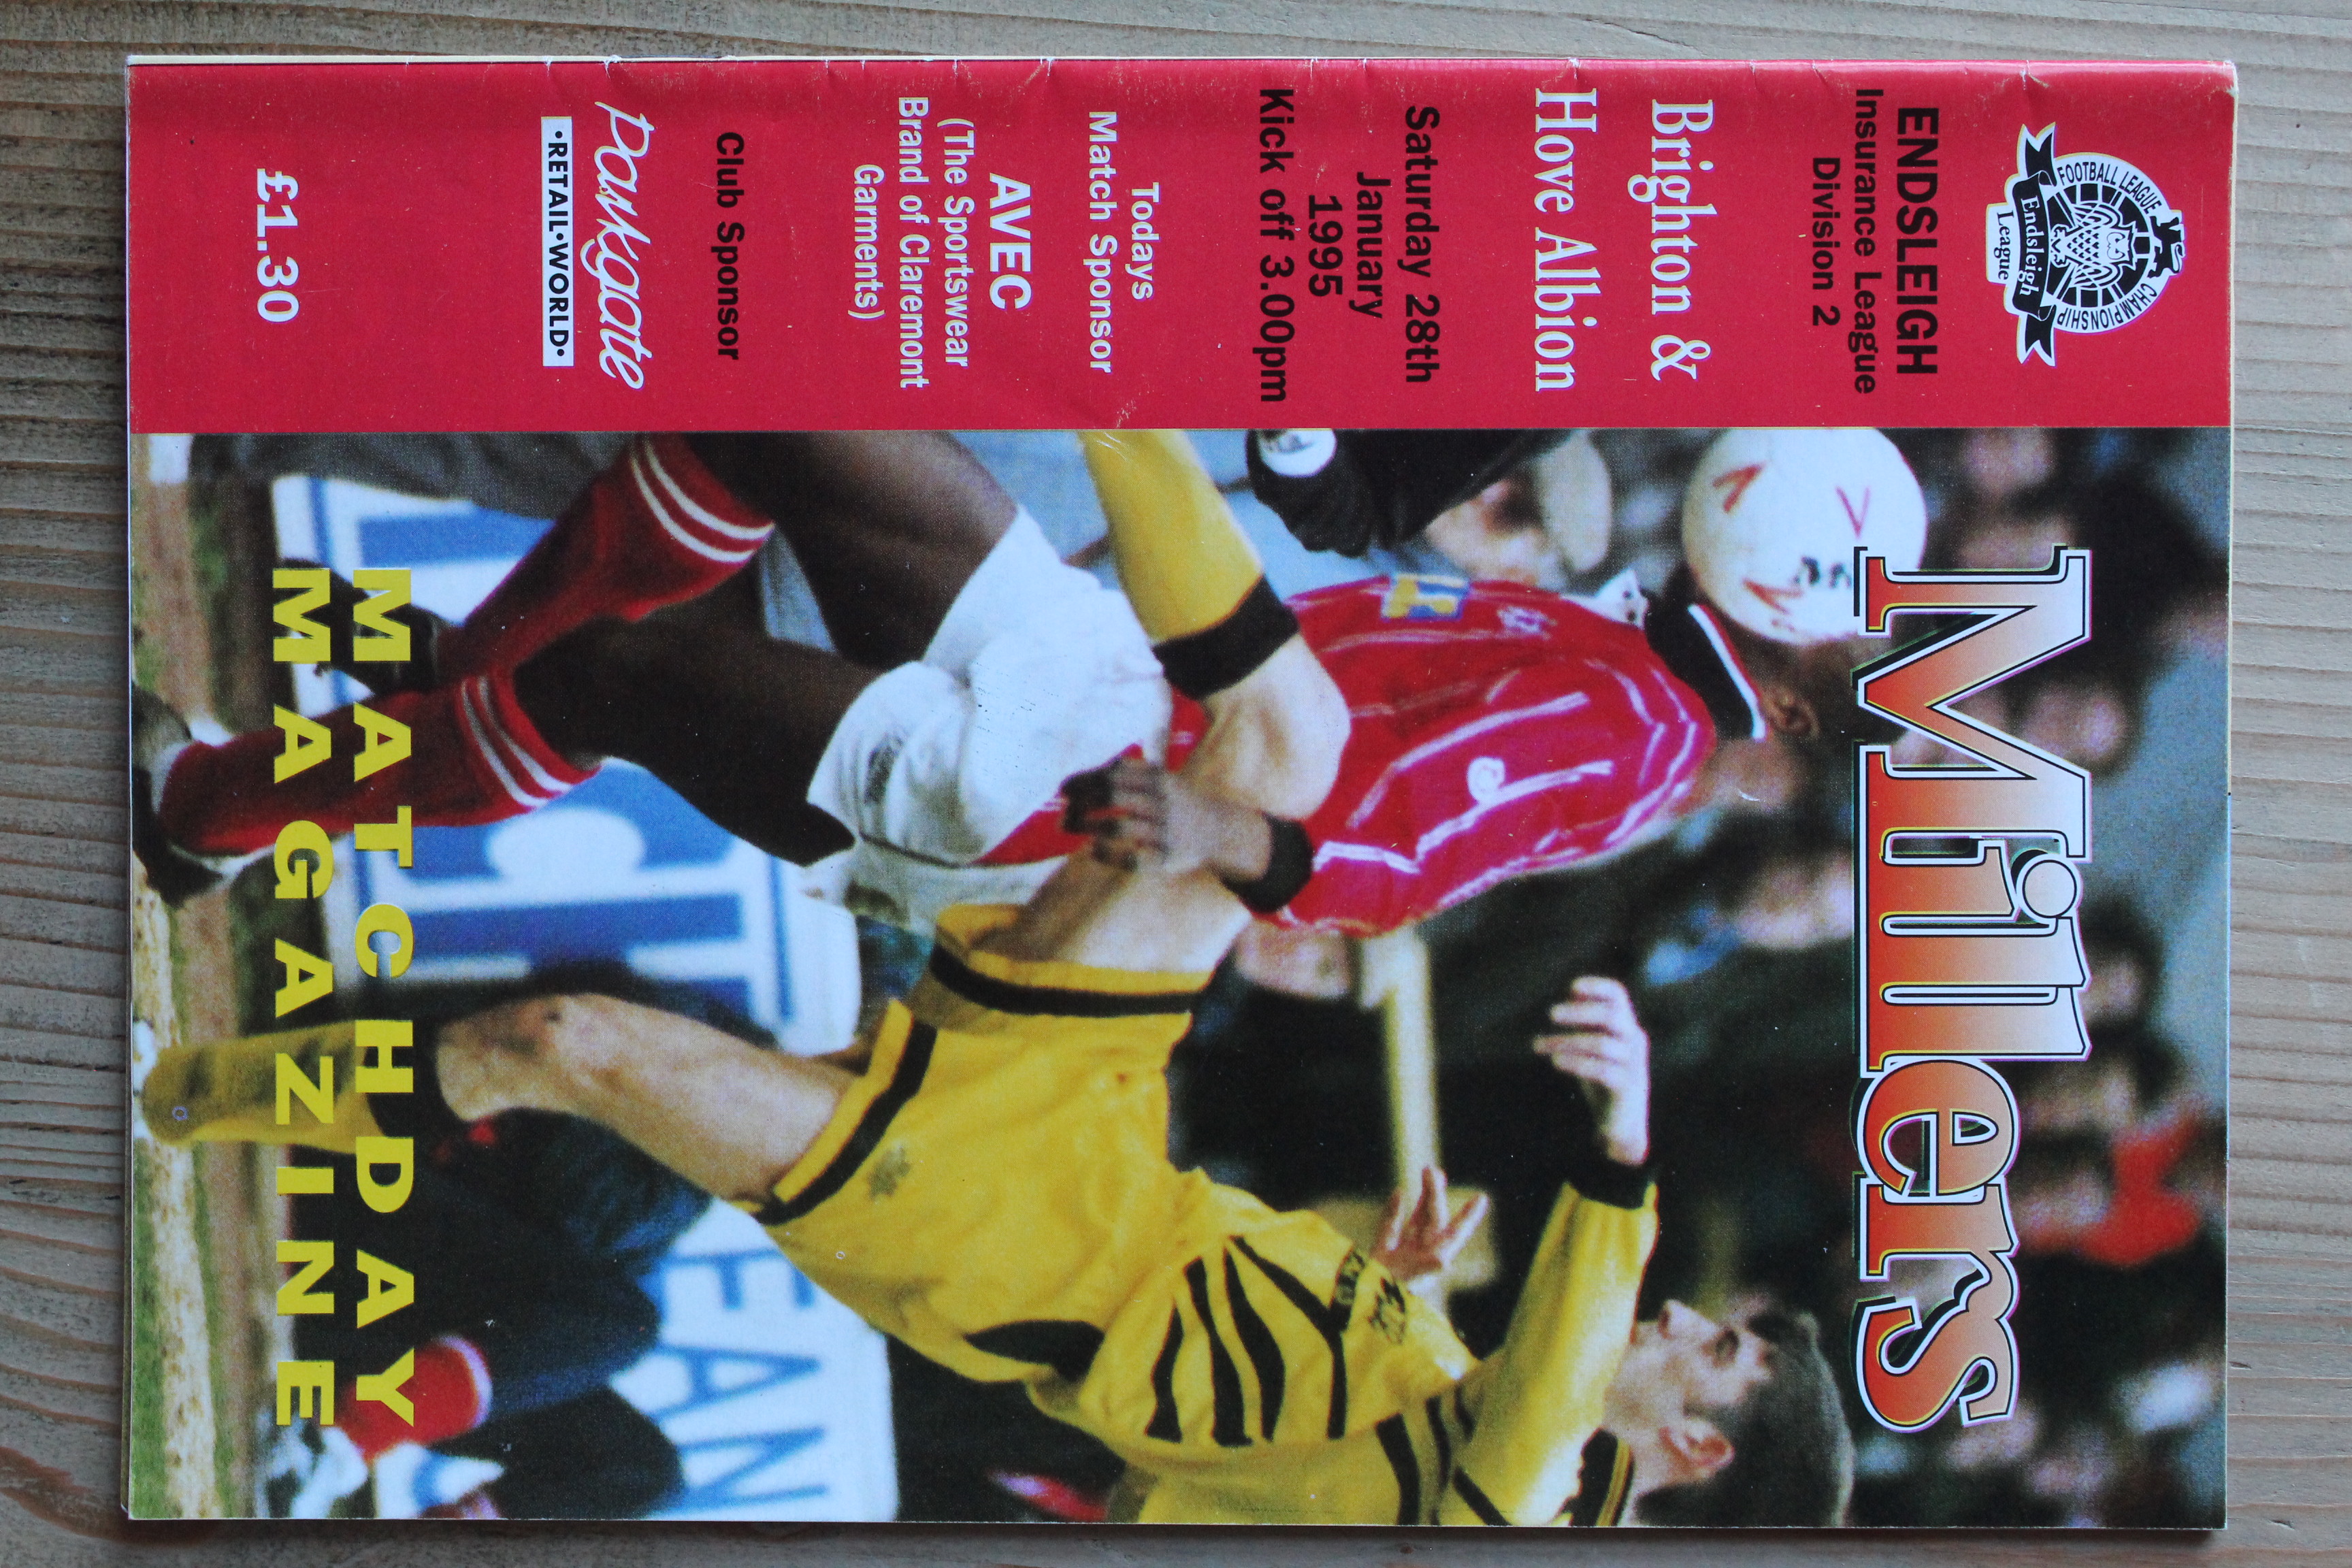 FOOTBALL LEAGUE
CHAMPIONSHIP
Endsleigh
League
ENDSLEIGH
Insurance League
Division 2
Brighton &
Hove Albion
Saturday 28th
January
1995
Kick off 3.00pm
Todays
Match Sponsor
AVEC
(The Sportswear
Brand of Claremont
Garments)
Club Sponsor
Parkgate
•RETAIL•WORLD•
£1.30
Millers
MATCHDAY
MAGAZINE
EAN